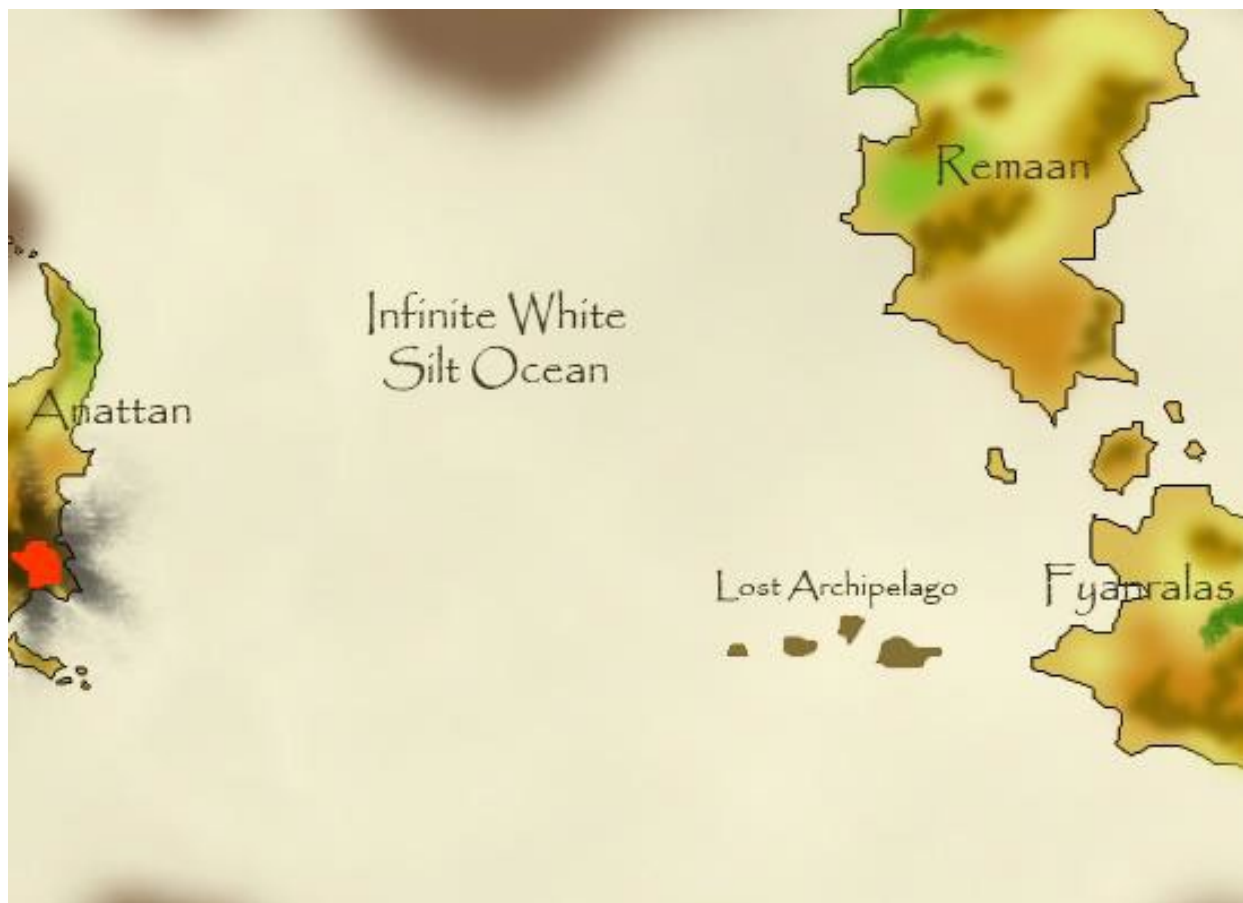 Remaan
Infinite White
Silt Ocean
Anattan
Lost Archipelago
Fyanralas